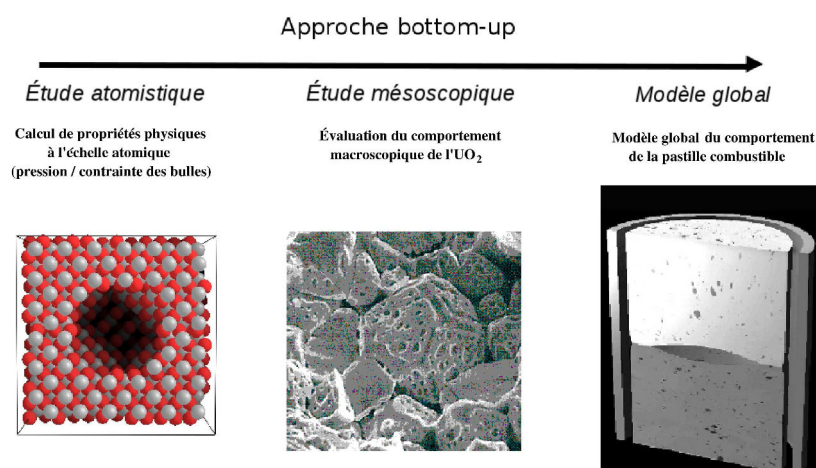 Approche bottom-up
Étude atomistique
Calcul de propriétés physiques
à l'échelle atomique
(pression / contrainte des bulles)
Étude mésoscopique
Évaluation du comportement
macroscopique de l'UO2
Modèle global
Modèle global du comportement
de la pastille combustible